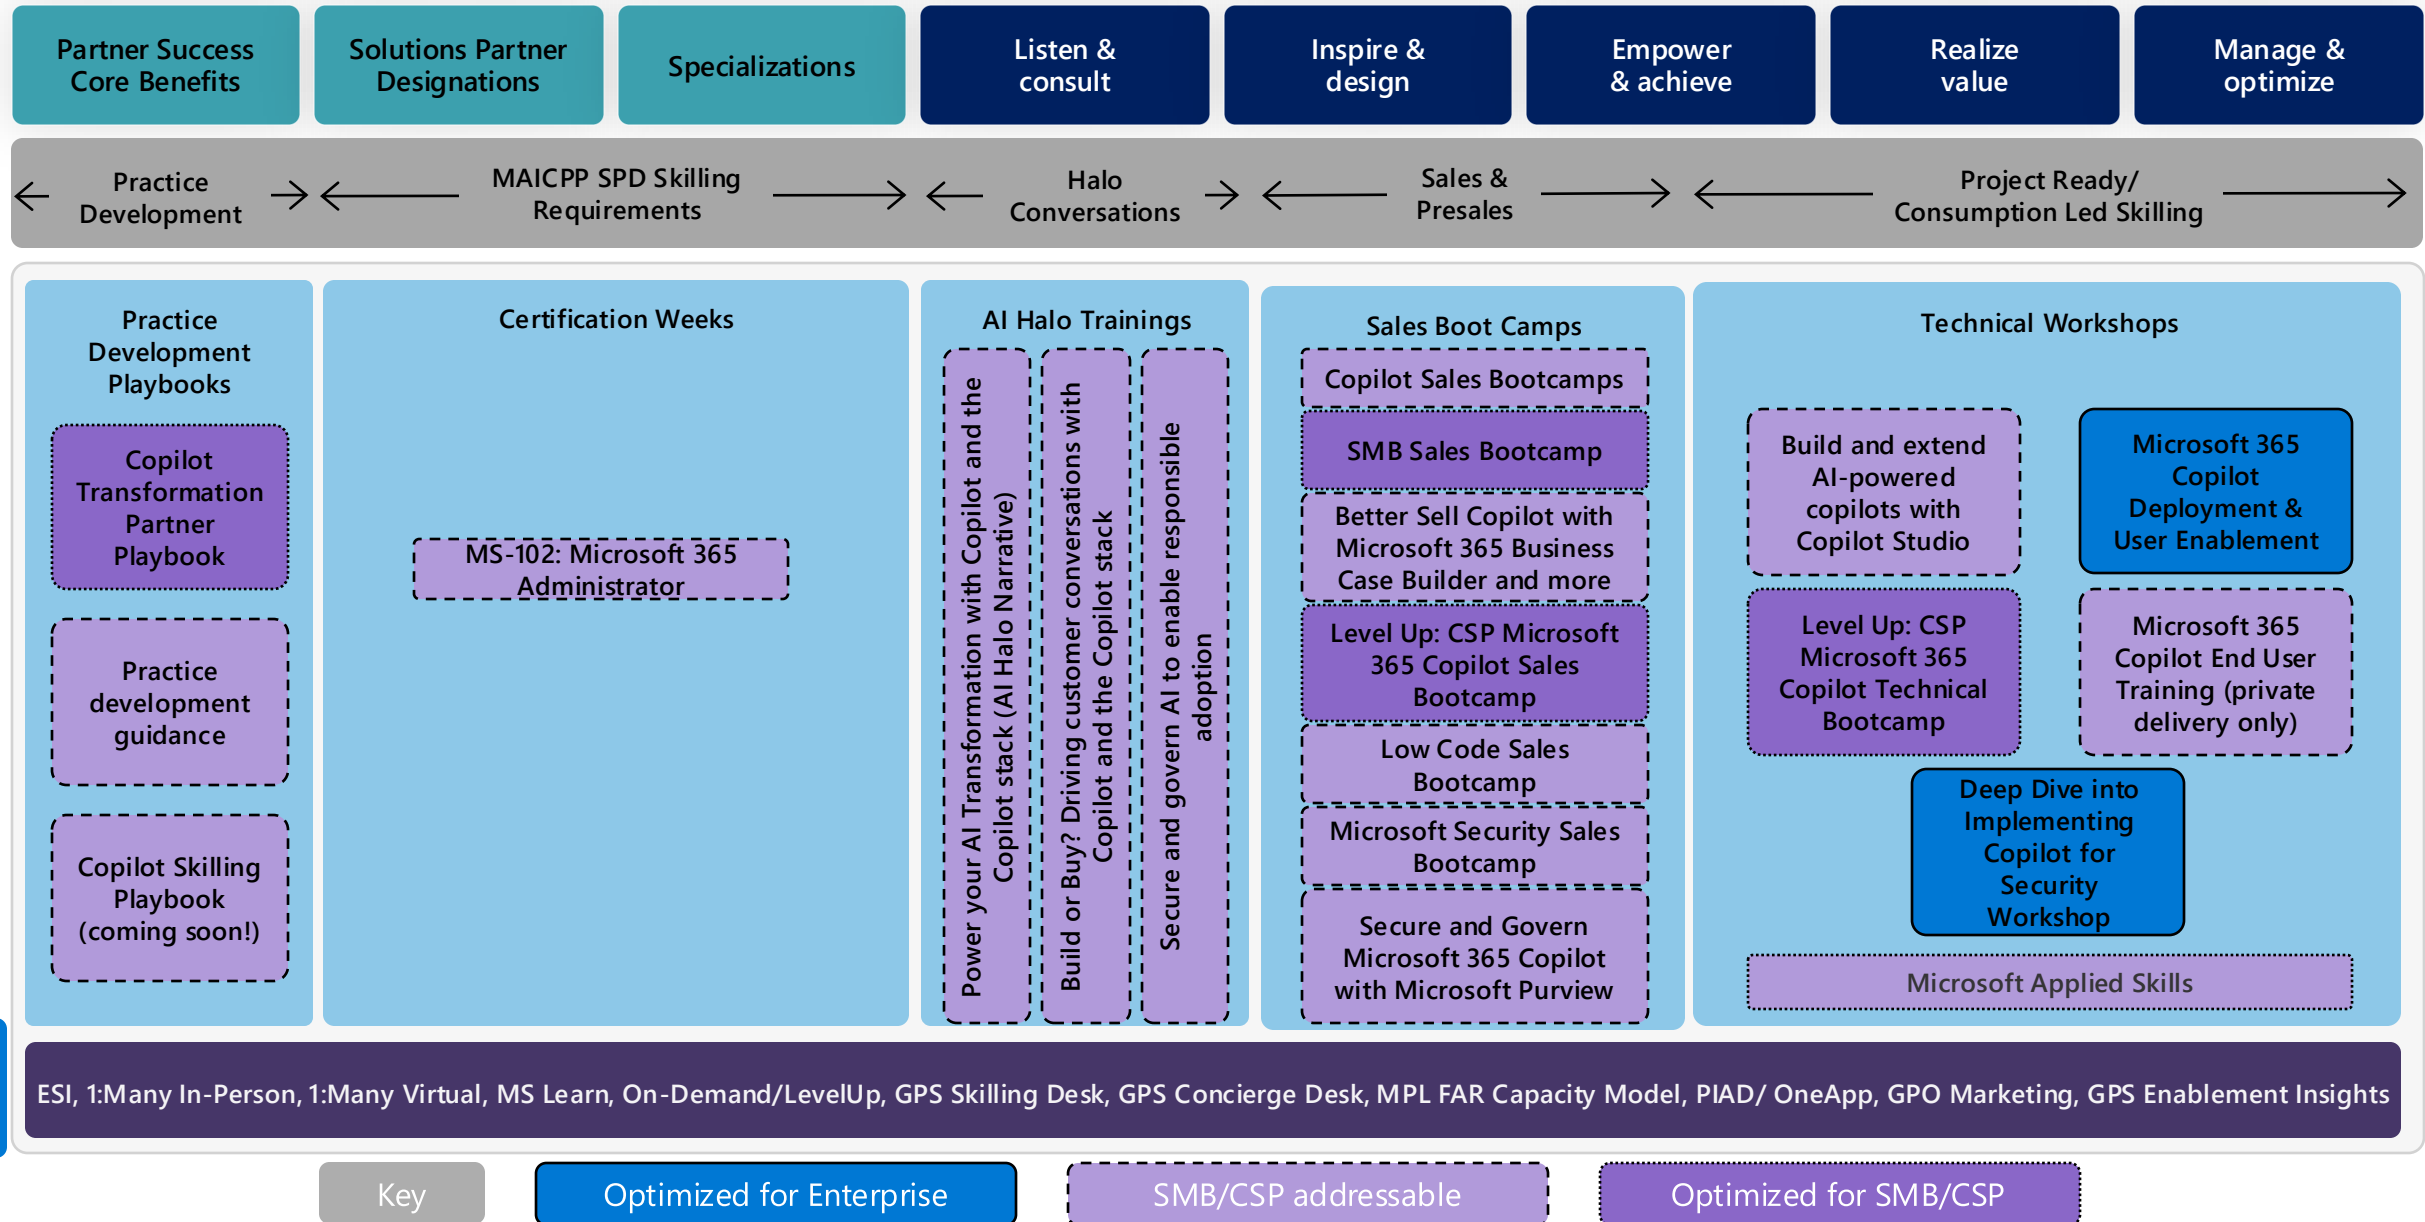 Partner Success
Core Benefits
Solutions Partner
Designations
Specializations
Listen &
consult
Inspire &
design
Empower
& achieve
Realize
value
Manage &
optimize
Practice
Development
MAICPP SPD Skilling
Requirements
Halo
Conversations
Sales &
Presales
Project Ready/
Consumption Led Skilling
Practice
Development
Playbooks
Copilot
Transformation
Partner
Playbook
Practice
development
guidance
Copilot Skilling
Playbook
(coming soon!)
Certification Weeks
MS-102: Microsoft 365
Administrator
AI Halo Trainings
Power your AI Transformation with Copilot and the
Copilot stack (AI Halo Narrative)
Build or Buy? Driving customer conversations with
Copilot and the Copilot stack
Secure and govern AI to enable responsible
adoption
Sales Boot Camps
Copilot Sales Bootcamps
SMB Sales Bootcamp
Better Sell Copilot with
Microsoft 365 Business
Case Builder and more
Level Up: CSP Microsoft
365 Copilot Sales
Bootcamp
Low Code Sales
Bootcamp
Microsoft Security Sales
Bootcamp
Secure and Govern
Microsoft 365 Copilot
with Microsoft Purview
Technical Workshops
Build and extend
AI-powered
copilots with
Copilot Studio
Microsoft 365
Copilot
Deployment &
User Enablement
Level Up: CSP
Microsoft 365
Copilot Technical
Bootcamp
Microsoft 365
Copilot End User
Training (private
delivery only)
Deep Dive into
Implementing
Copilot for
Security
Workshop
Microsoft Applied Skills
ESI, 1:Many In-Person, 1:Many Virtual, MS Learn, On-Demand/LevelUp, GPS Skilling Desk, GPS Concierge Desk, MPL FAR Capacity Model, PIAD/ OneApp, GPO Marketing, GPS Enablement Insights
Key
Optimized for Enterprise
SMB/CSP addressable
Optimized for SMB/CSP